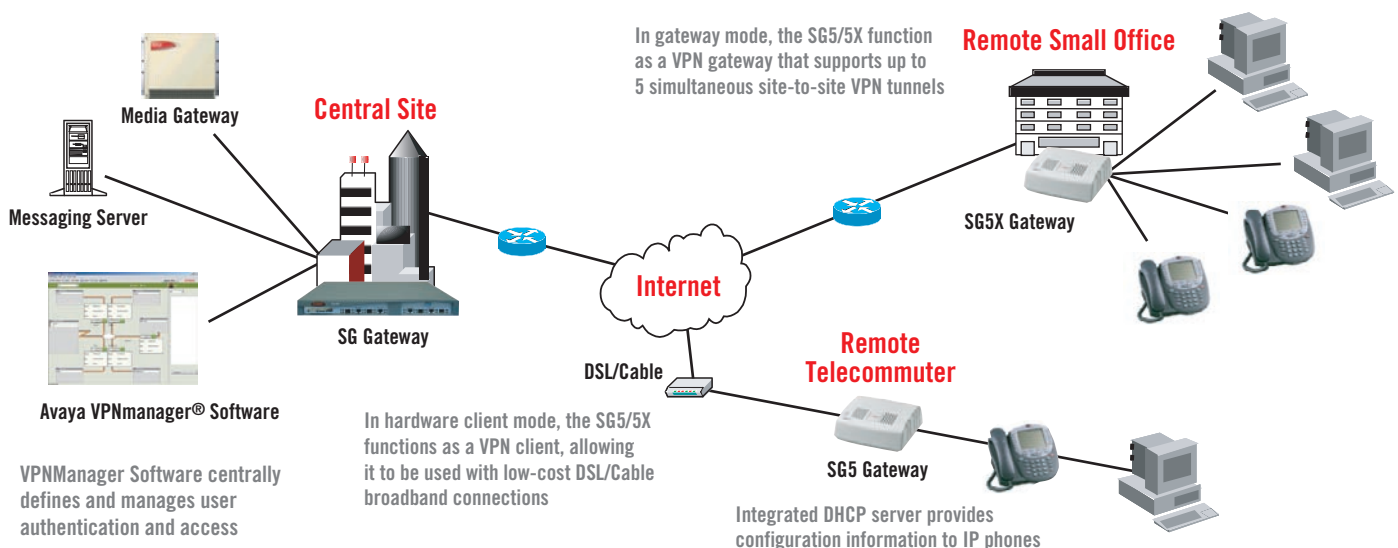 In gateway mode, the SG5/5X function
as a VPN gateway that supports up to
5 simultaneous site-to-site VPN tunnels
Remote Small Office
Media Gateway
Central Site
Messaging Server
SG5X Gateway
Internet
SG Gateway
Remote
Telecommuter
DSL/Cable
Avaya VPNmanager® Software
In hardware client mode, the SG5/5X
functions as a VPN client, allowing
it to be used with low-cost DSL/Cable
broadband connections
SG5 Gateway
VPNManager Software centrally
defines and manages user
authentication and access
Integrated DHCP server provides
configuration information to IP phones